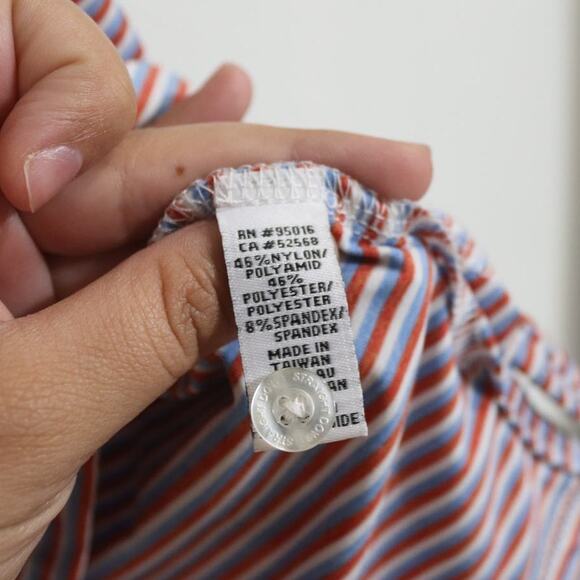 RN #95016
CA #52568
46%NYLON/
POLYAMID
46%
POLYESTER/
POLYESTER
8%SPANDEX/
SPANDEX
MADE IN
TAIWAN